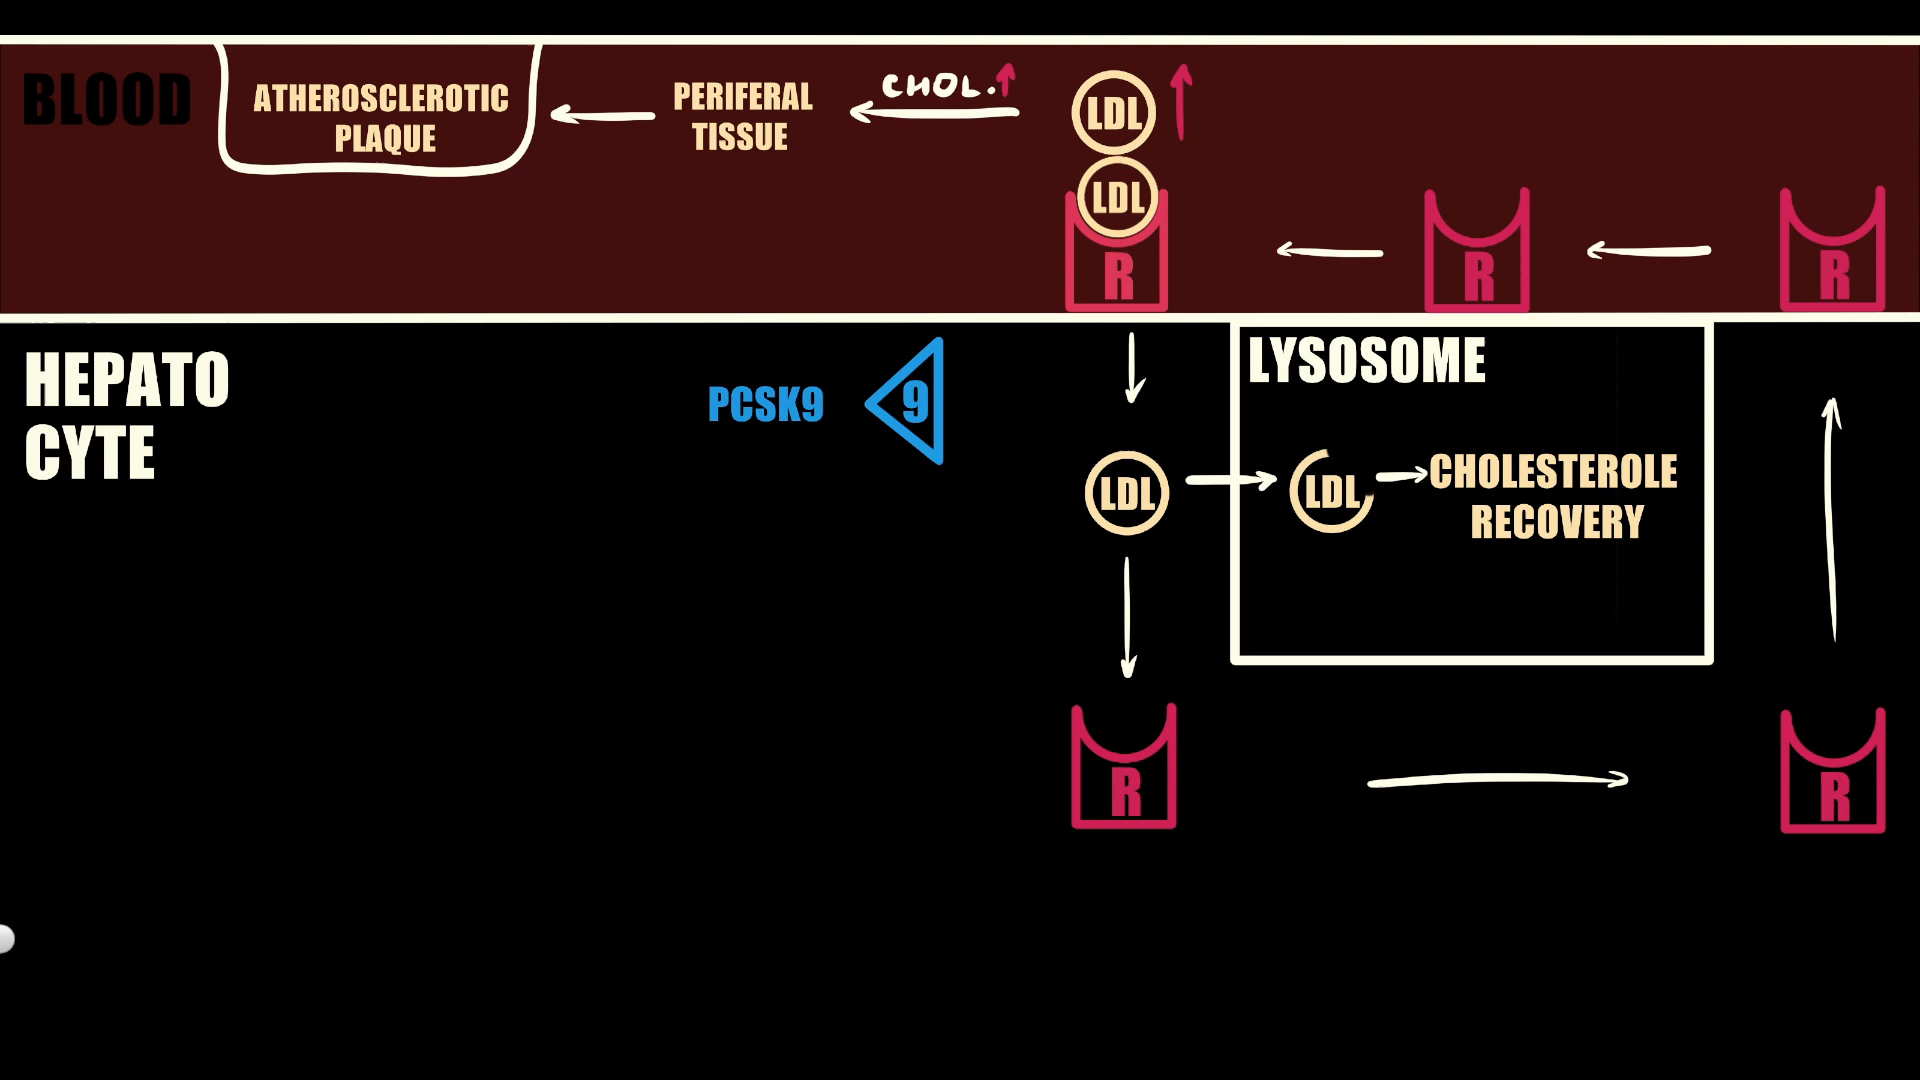 BLOOD
ATHEROSCLEROTIC
PLAQUE
PERIFERAL
TISSUE
CHOL.
LDL
LDL
R
R
R
HEPATO
CYTE
PCSK9
9
LYSOSOME
LDL
LDL
CHOLESTEROLE
RECOVERY
R
R